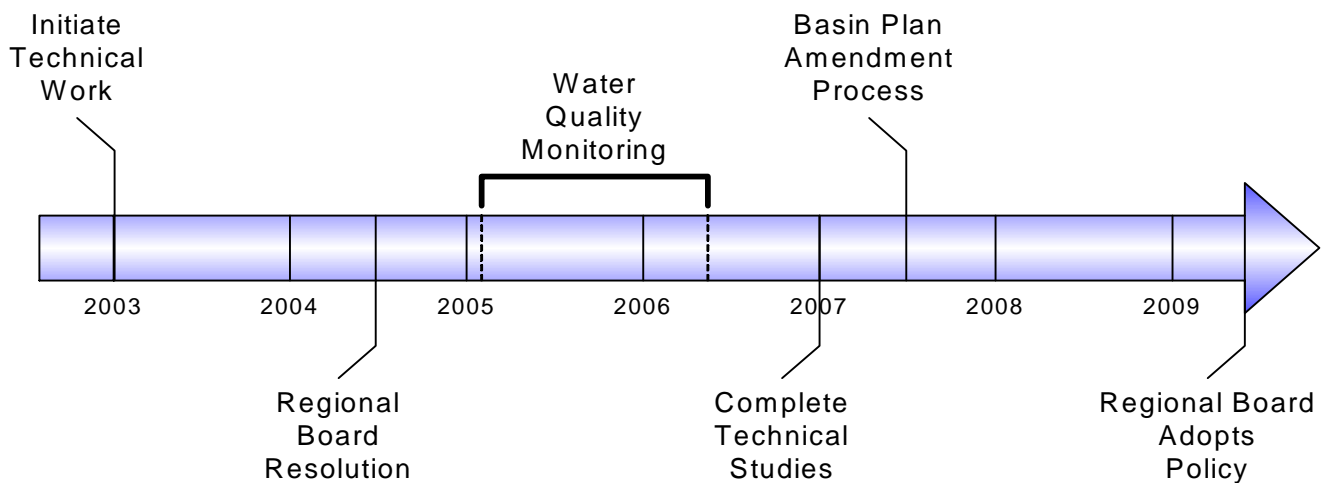 Initiate
Technical
Work
Water
Quality
Monitoring
Basin Plan
Amendment
Process
2003 2004 2005 2006 2007 2008 2009
Regional
Board
Resolution
Complete
Technical
Studies
Regional Board
Adopts
Policy